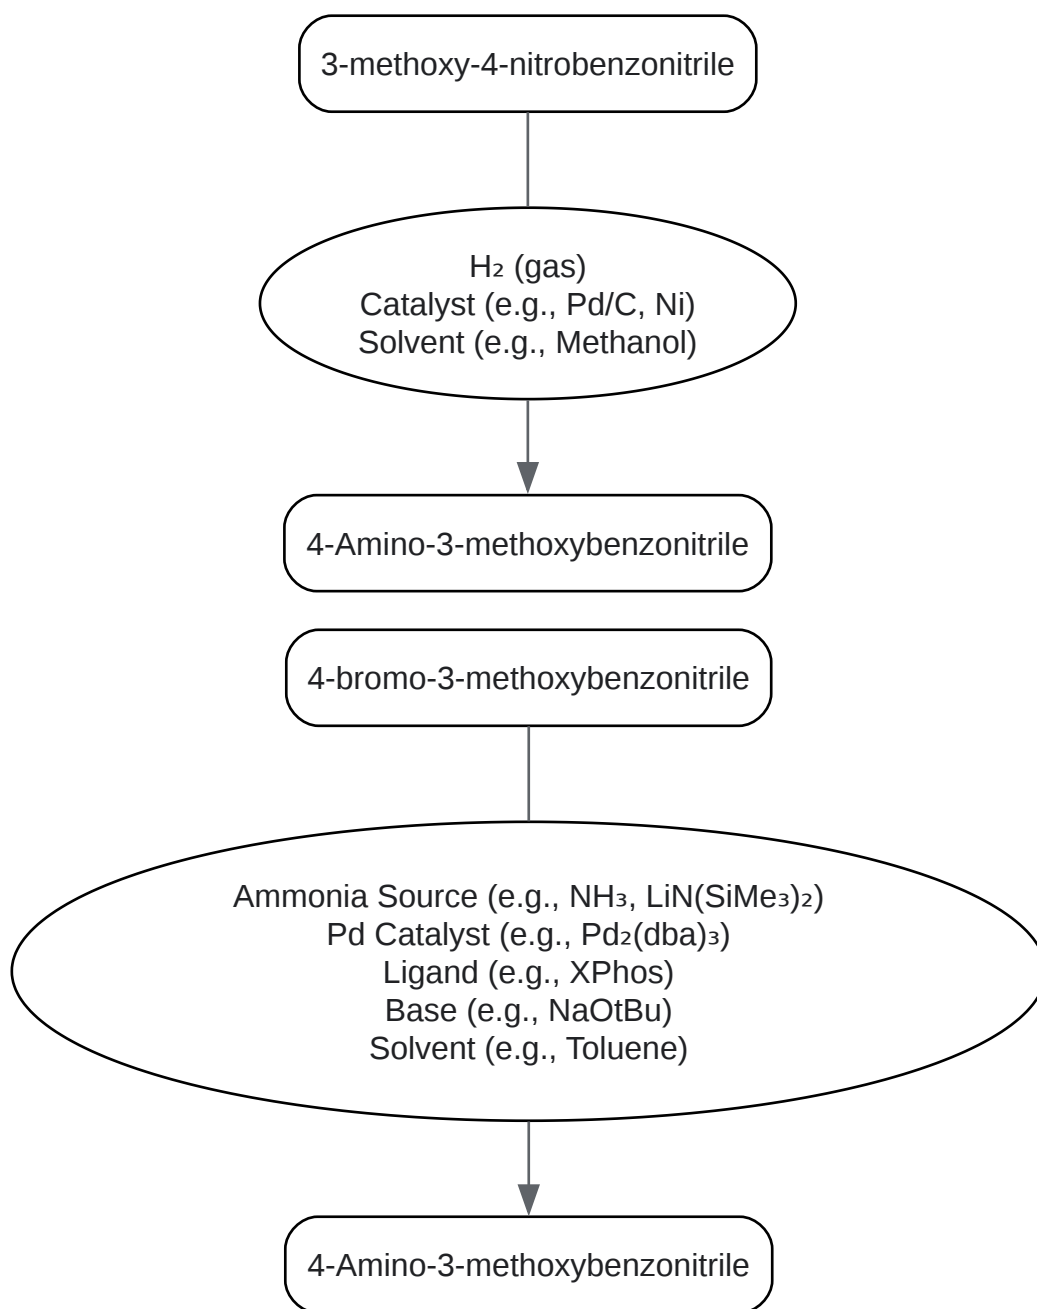 3-methoxy-4-nitrobenzonitrile
H₂ (gas)
Catalyst (e.g., Pd/C, Ni)
Solvent (e.g., Methanol)
4-Amino-3-methoxybenzonitrile
4-bromo-3-methoxybenzonitrile
Ammonia Source (e.g., NH₃, LiN(SiMe₃)₂)
Pd Catalyst (e.g., Pd₂(dba)₃)
Ligand (e.g., XPhos)
Base (e.g., NaOtBu)
Solvent (e.g., Toluene)
4-Amino-3-methoxybenzonitrile